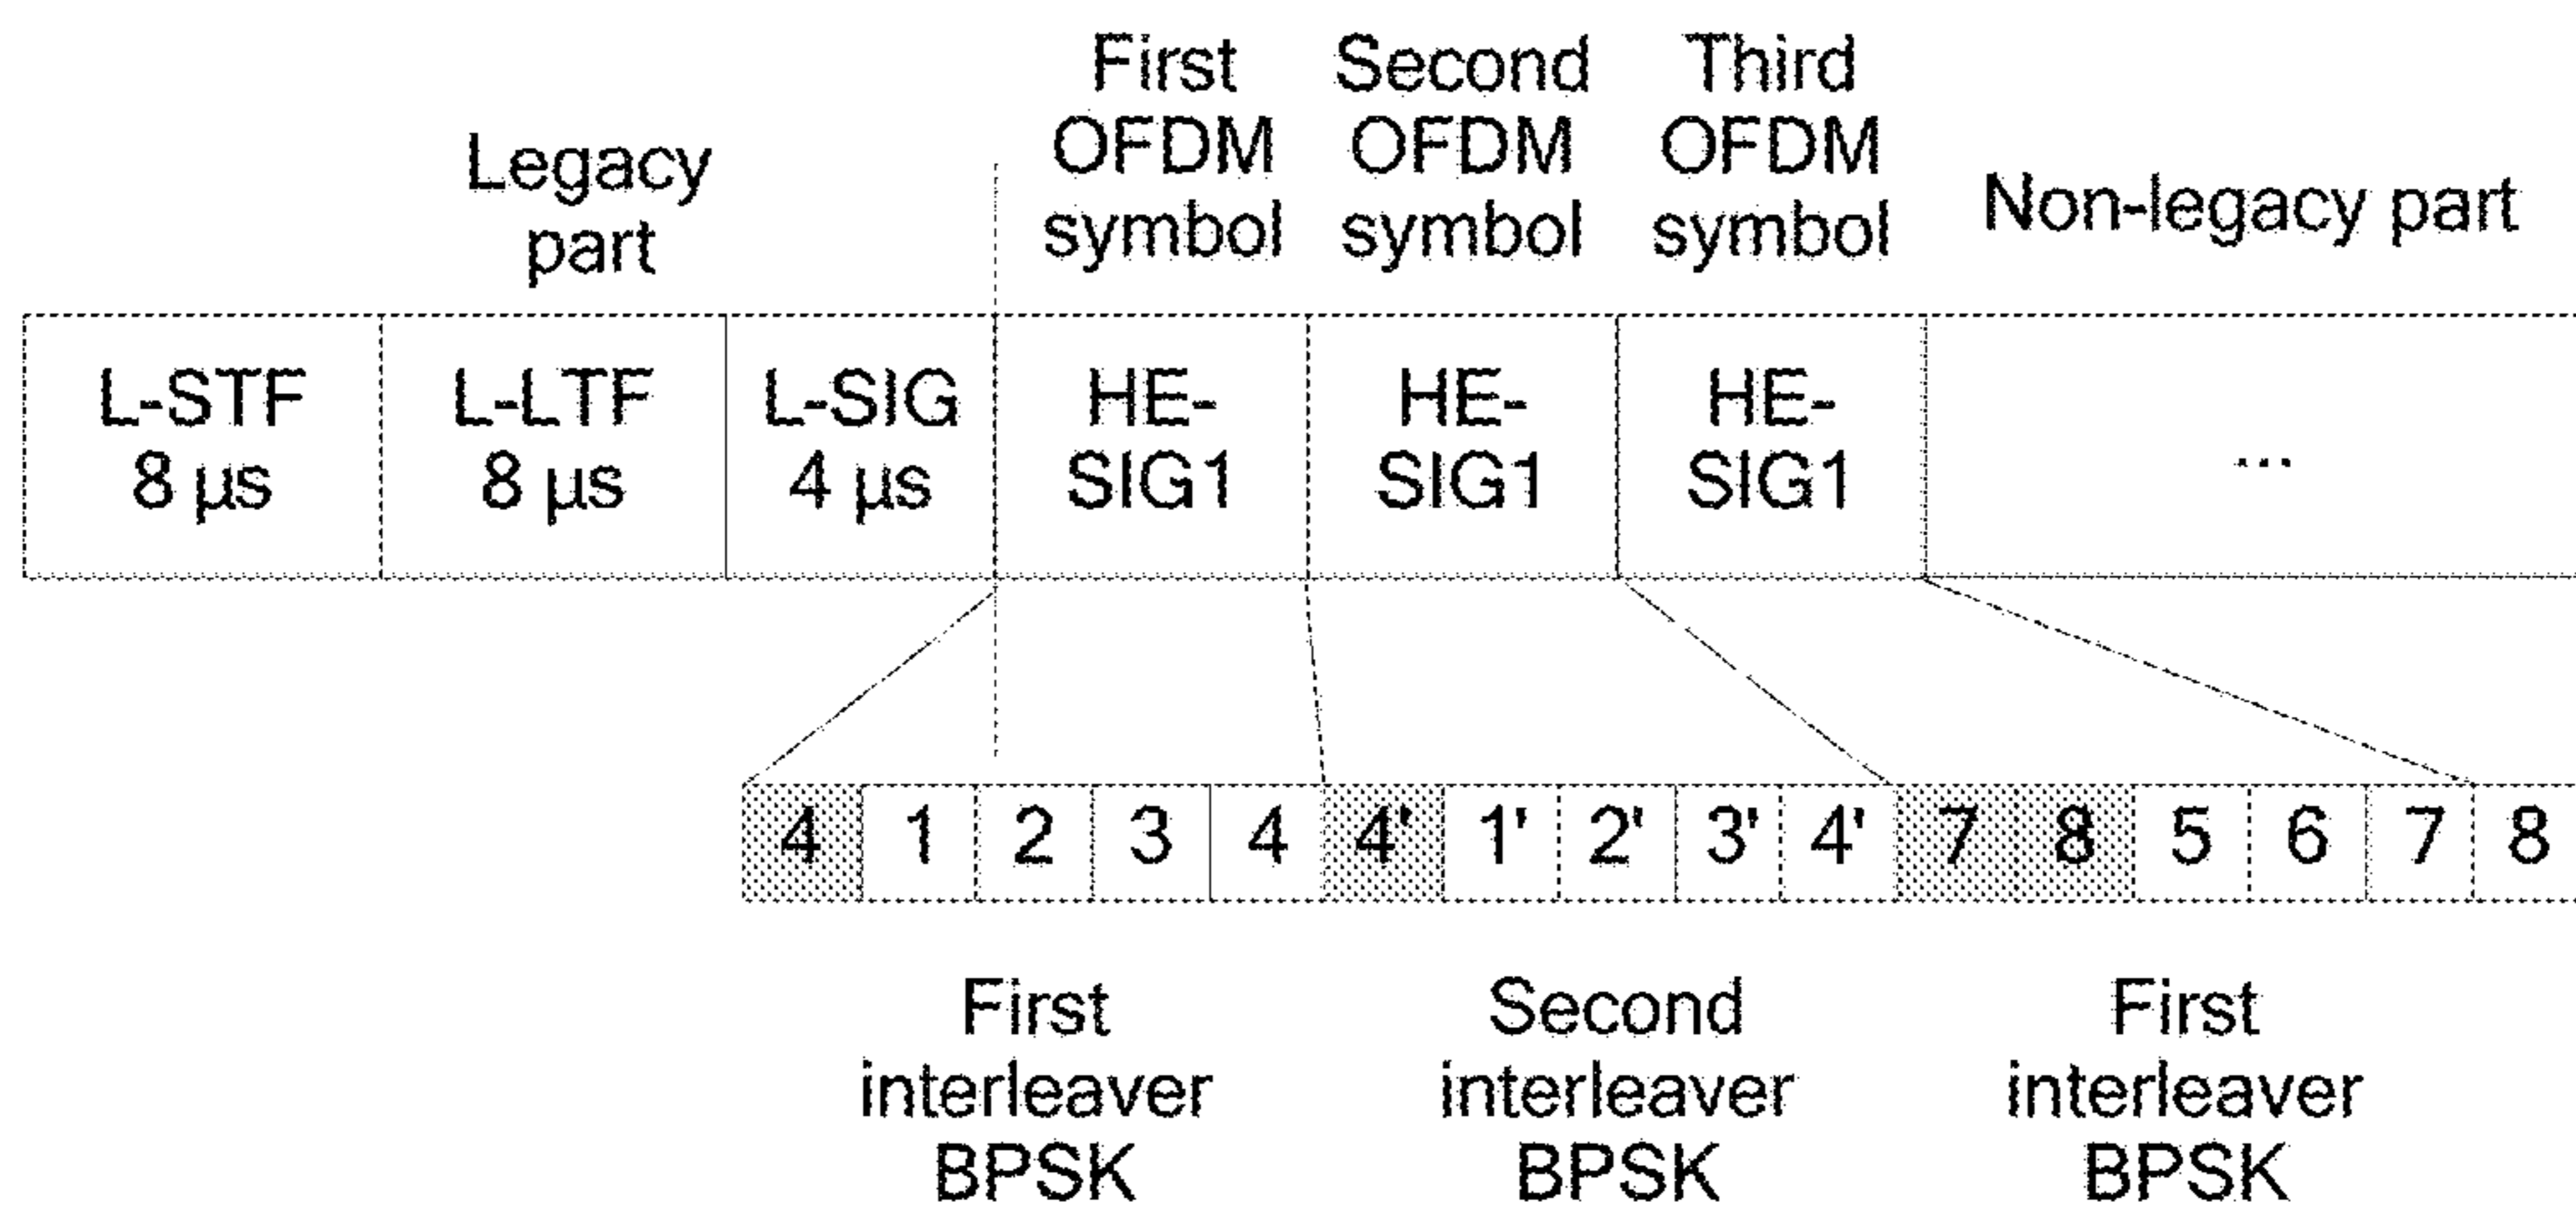 Legacy
part
First
OFDM
symbol
Second
OFDM
symbol
Third
OFDM
symbol
Non-legacy part
L-STF
8 µs
L-LTF
8 µs
L-SIG
4 µs
HE-
SIG1
HE-
SIG1
HE-
SIG1
...
4 1 2 3 4 4' 1' 2' 3' 4' 7 8 5 6 7 8
First
interleaver
BPSK
Second
interleaver
BPSK
First
interleaver
BPSK